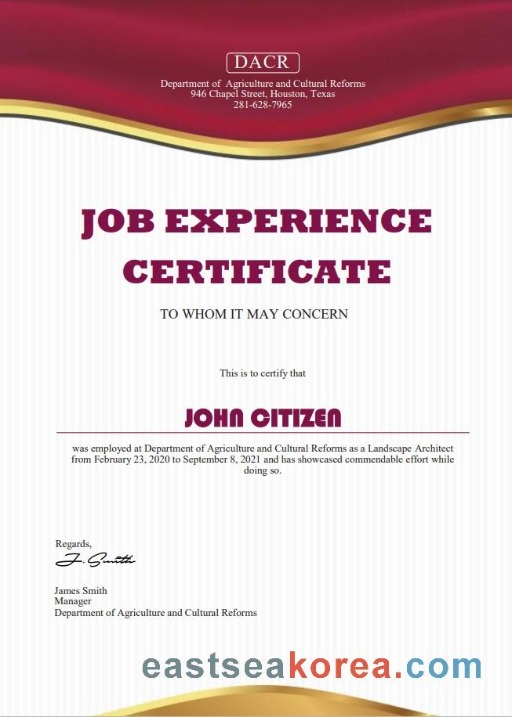 DACR
Department of Agriculture and Cultural Reforms
946 Chapel Street, Houston, Texas
281-628-7965
JOB EXPERIENCE
CERTIFICATE
TO WHOM IT MAY CONCERN
This is to certify that
JOHN CITIZEN
was employed at Department of Agriculture and Cultural Reforms as a Landscape Architect
from February 23, 2020 to September 8, 2021 and has showcased commendable effort while
doing so.
Regards,
J. Smith
James Smith
Manager
Department of Agriculture and Cultural Reforms
eastseakorea.com